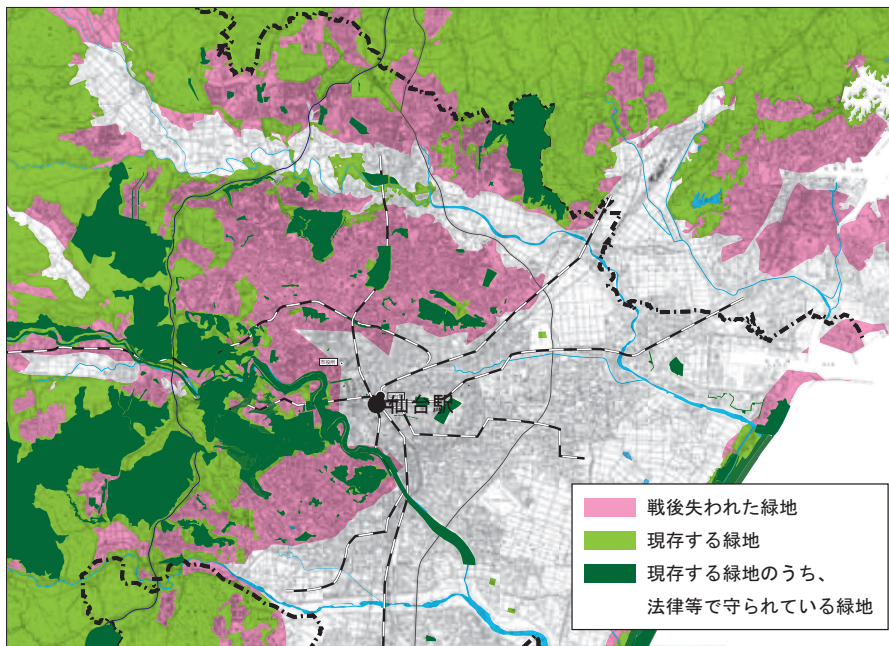 仙台駅
戦後失われた緑地
現存する緑地
現存する緑地のうち、
法律等で守られている緑地